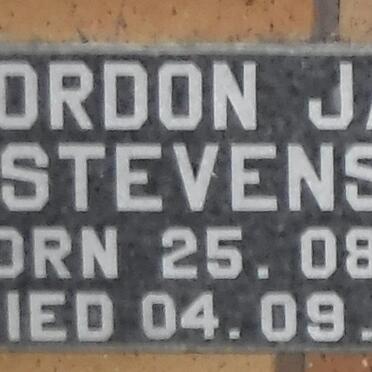 ORDON JA
STEVENS
ORN 25. 08
IED 04.09.